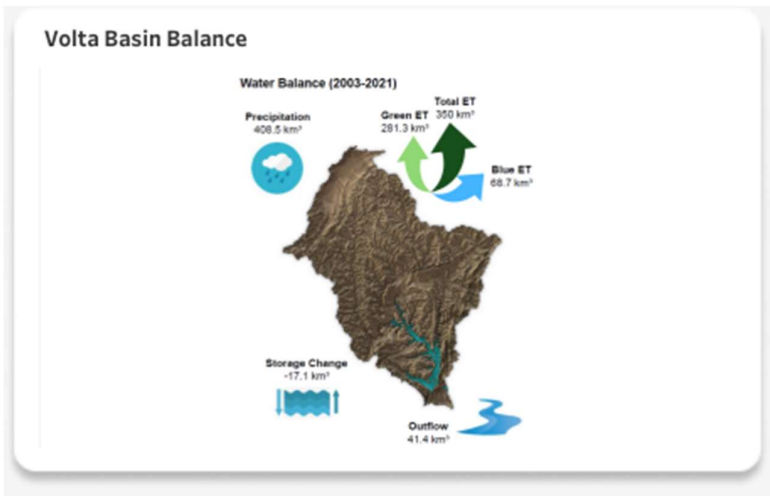 Volta Basin Balance
Water Balance (2003-2021)
Precipitation
408.5 km³
Green ET
281.3 km³
Total ET
350 km³
Blue ET
68.7 km³
Storage Change
-17.1 km³
Outflow
41.4 km³